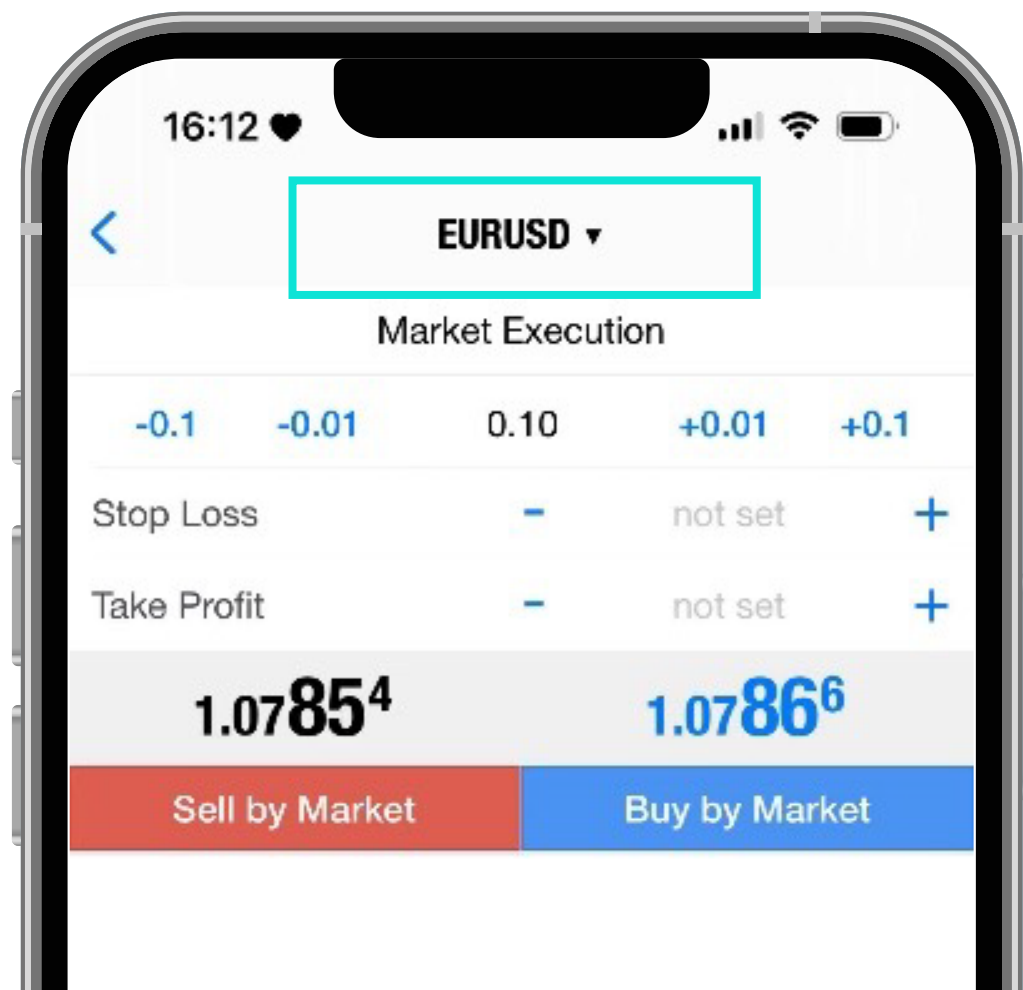 16:12
EURUSD ▼
Market Execution
-0.1 -0.01 0.10 +0.01 +0.1
Stop Loss - not set +
Take Profit - not set +
1.07854 1.07866
Sell by Market Buy by Market